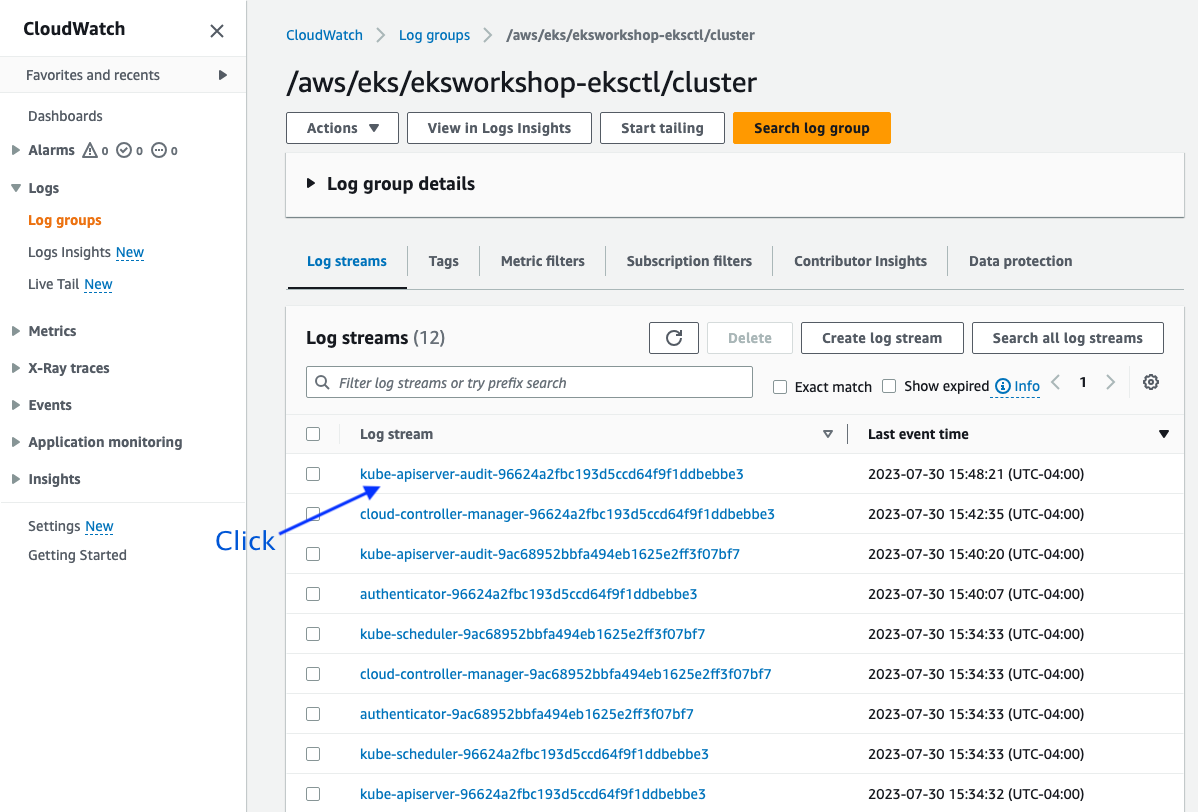 CloudWatch
Favorites and recents
Dashboards
Alarms 0 0 0
Logs
Log groups
Logs Insights New
Live Tail New
Metrics
X-Ray traces
Events
Application monitoring
Insights
Settings New
Getting Started
CloudWatch Log groups /aws/eks/eksworkshop-eksctl/cluster
/aws/eks/eksworkshop-eksctl/cluster
Actions View in Logs Insights Start tailing Search log group
Log group details
Log streams Tags Metric filters Subscription filters Contributor Insights Data protection
Log streams (12) Delete Create log stream Search all log streams
Filter log streams or try prefix search Exact match Show expired Info 1
Log stream Last event time
kube-apiserver-audit-96624a2fbc193d5ccd64f9f1ddbebbe3 2023-07-30 15:48:21 (UTC-04:00)
cloud-controller-manager-96624a2fbc193d5ccd64f9f1ddbebbe3 2023-07-30 15:42:35 (UTC-04:00)
Click
kube-apiserver-audit-9ac68952bbfa494eb1625e2ff3f07bf7 2023-07-30 15:40:20 (UTC-04:00)
authenticator-96624a2fbc193d5ccd64f9f1ddbebbe3 2023-07-30 15:40:07 (UTC-04:00)
kube-scheduler-9ac68952bbfa494eb1625e2ff3f07bf7 2023-07-30 15:34:33 (UTC-04:00)
cloud-controller-manager-9ac68952bbfa494eb1625e2ff3f07bf7 2023-07-30 15:34:33 (UTC-04:00)
authenticator-9ac68952bbfa494eb1625e2ff3f07bf7 2023-07-30 15:34:33 (UTC-04:00)
kube-scheduler-96624a2fbc193d5ccd64f9f1ddbebbe3 2023-07-30 15:34:33 (UTC-04:00)
kube-apiserver-96624a2fbc193d5ccd64f9f1ddbebbe3 2023-07-30 15:34:32 (UTC-04:00)